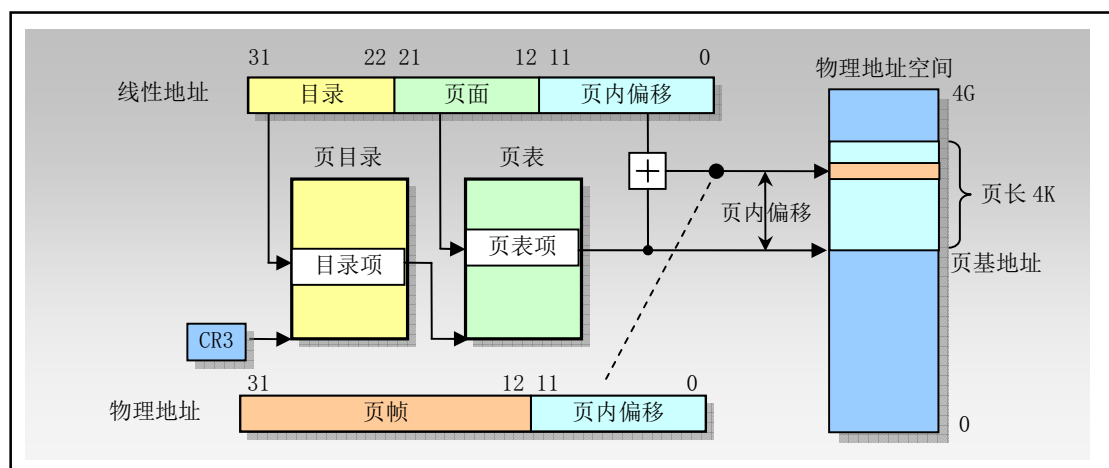 31 22 21 12 11 0
物理地址空间
线性地址 目录 页面 页内偏移
4G
页目录 页表
页长 4K
页内偏移
目录项 页表项
页基地址
CR3
31 12 11 0
物理地址 页帧 页内偏移
0